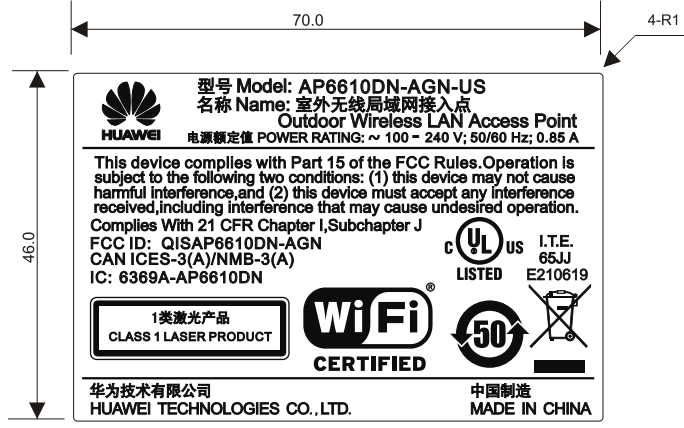 70.0
4-R1
46.0
HUAWEI
型号 Model: AP6610DN-AGN-US
名称 Name: 室外无线局域网接入点
Outdoor Wireless LAN Access Point
电源额定值 POWER RATING: ~ 100 - 240 V; 50/60 Hz; 0.85 A
This device complies with Part 15 of the FCC Rules.Operation is
subject to the following two conditions: (1) this device may not cause
harmful interference,and (2) this device must accept any interference
received,including interference that may cause undesired operation.
Complies With 21 CFR Chapter I,Subchapter J
FCC ID: QISAP6610DN-AGN
CAN ICES-3(A)/NMB-3(A)
IC: 6369A-AP6610DN
C UL US
LISTED
I.T.E.
65JJ
E210619
1类激光产品
CLASS 1 LASER PRODUCT
Wi Fi ®
CERTIFIED
50
华为技术有限公司
HUAWEI TECHNOLOGIES CO.,LTD.
中国制造
MADE IN CHINA